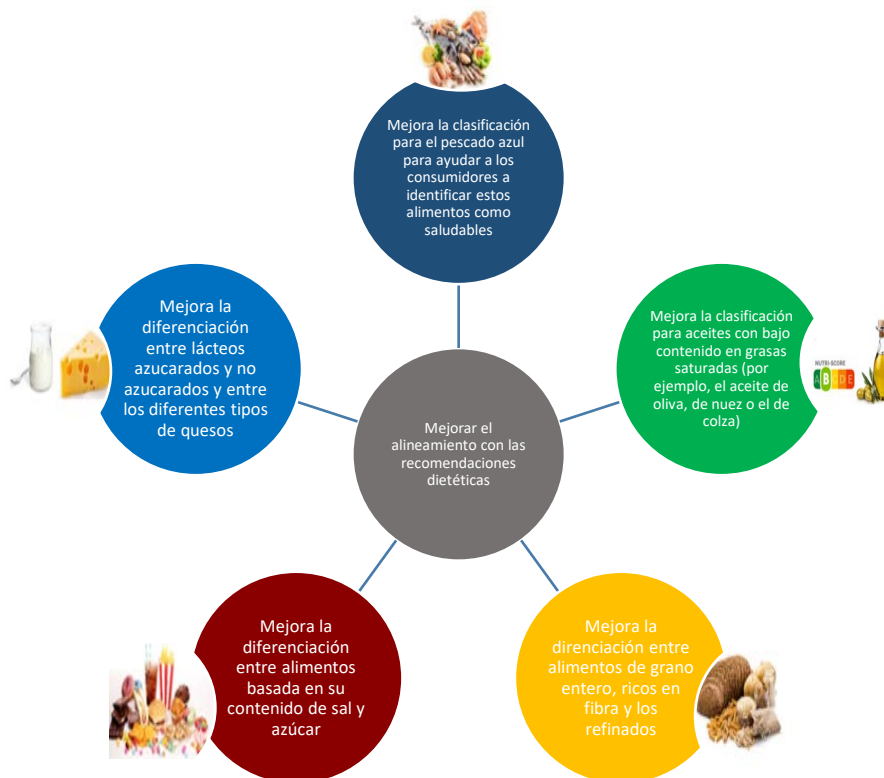 Mejora la clasificación
para el pescado azul
para ayudar a los
consumidores a
identificar estos
alimentos como
saludables
Mejora la
diferenciación
entre lácteos
azucarados y no
azucarados y entre
los diferentes tipos
de quesos
Mejora la clasificación
para aceites con bajo
contenido en grasas
saturadas (por
ejemplo, el aceite de
oliva, de nuez o el de
colza)
NUTRI-SCORE
A B C D E
Mejorar el
alineamiento con las
recomendaciones
dietéticas
Mejora la
diferenciación
entre alimentos
basada en su
contenido de sal y
azúcar
Mejora la
direnciación entre
alimentos de grano
entero, ricos en
fibra y los
refinados